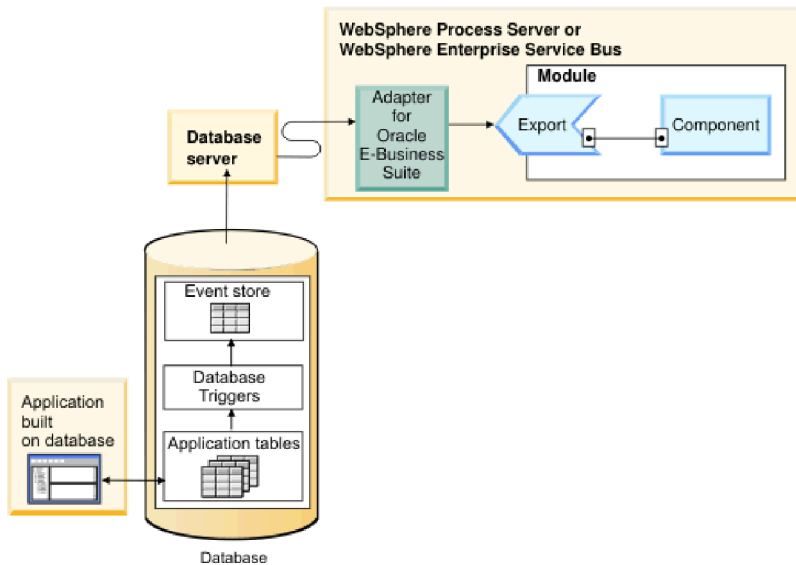 WebSphere Process Server or
WebSphere Enterprise Service Bus
Module
Adapter
for
Oracle
E-Business
Suite
Export
Component
Database
server
Event store
Database
Triggers
Application tables
Application
built
on database
Database